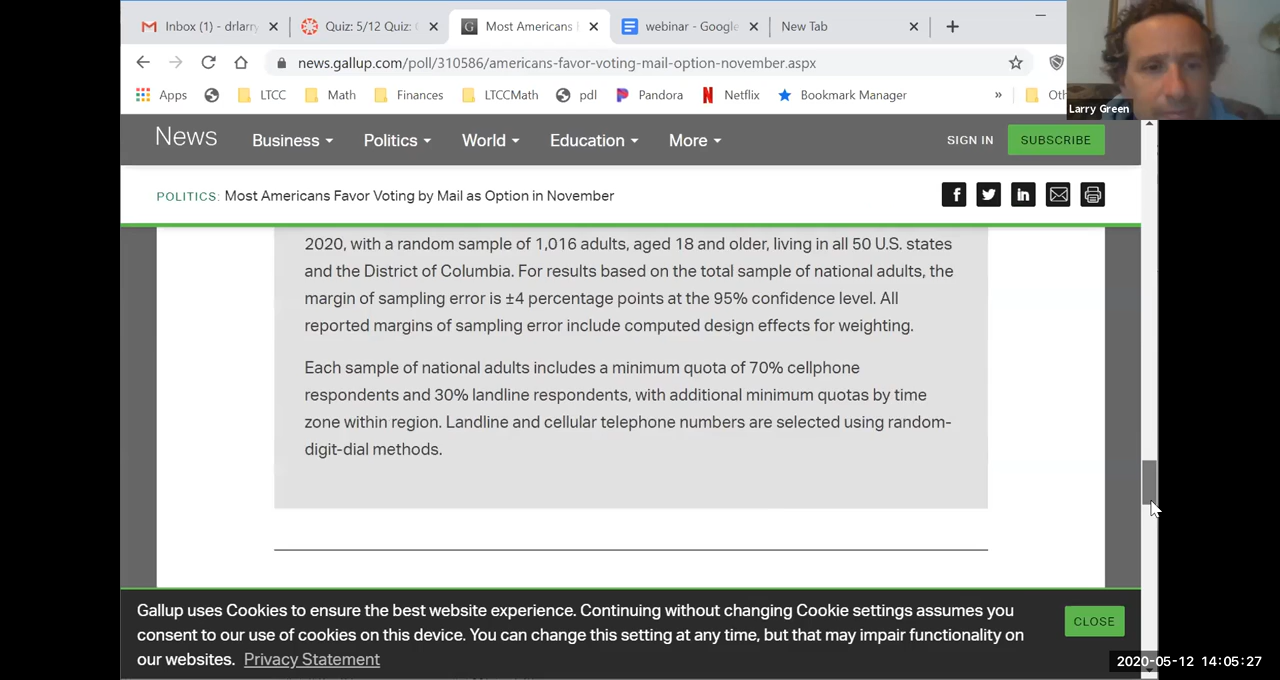 Inbox (1) - drlarry
Quiz: 5/12 Quiz:
Most Americans
webinar - Google
New Tab
news.gallup.com/poll/310586/americans-favor-voting-mail-option-november.aspx
Apps
LTCC
Math
Finances
LTCCMath
pdl
Pandora
Netflix
Bookmark Manager
»
Larry Green
News
Business
Politics
World
Education
More
SIGN IN
SUBSCRIBE
POLITICS: Most Americans Favor Voting by Mail as Option in November
2020, with a random sample of 1,016 adults, aged 18 and older, living in all 50 U.S. states
and the District of Columbia. For results based on the total sample of national adults, the
margin of sampling error is ±4 percentage points at the 95% confidence level. All
reported margins of sampling error include computed design effects for weighting.
Each sample of national adults includes a minimum quota of 70% cellphone
respondents and 30% landline respondents, with additional minimum quotas by time
zone within region. Landline and cellular telephone numbers are selected using random-
digit-dial methods.
Gallup uses Cookies to ensure the best website experience. Continuing without changing Cookie settings assumes you
consent to our use of cookies on this device. You can change this setting at any time, but that may impair functionality on
our websites. Privacy Statement
CLOSE
2020-05-12 14:05:27